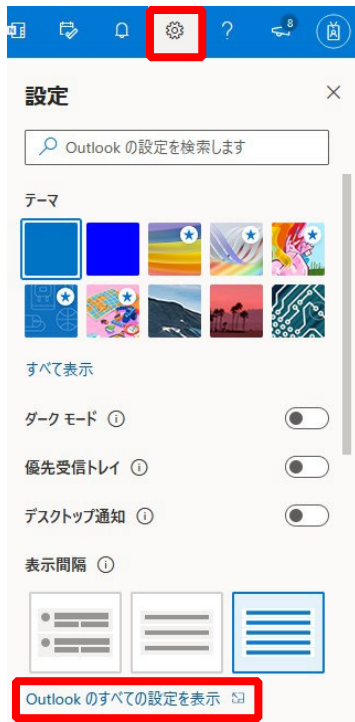 8
設定
Outlook の設定を検索します
テーマ
すべて表示
ダーク モード
優先受信トレイ
デスクトップ通知
表示間隔
Outlook のすべての設定を表示